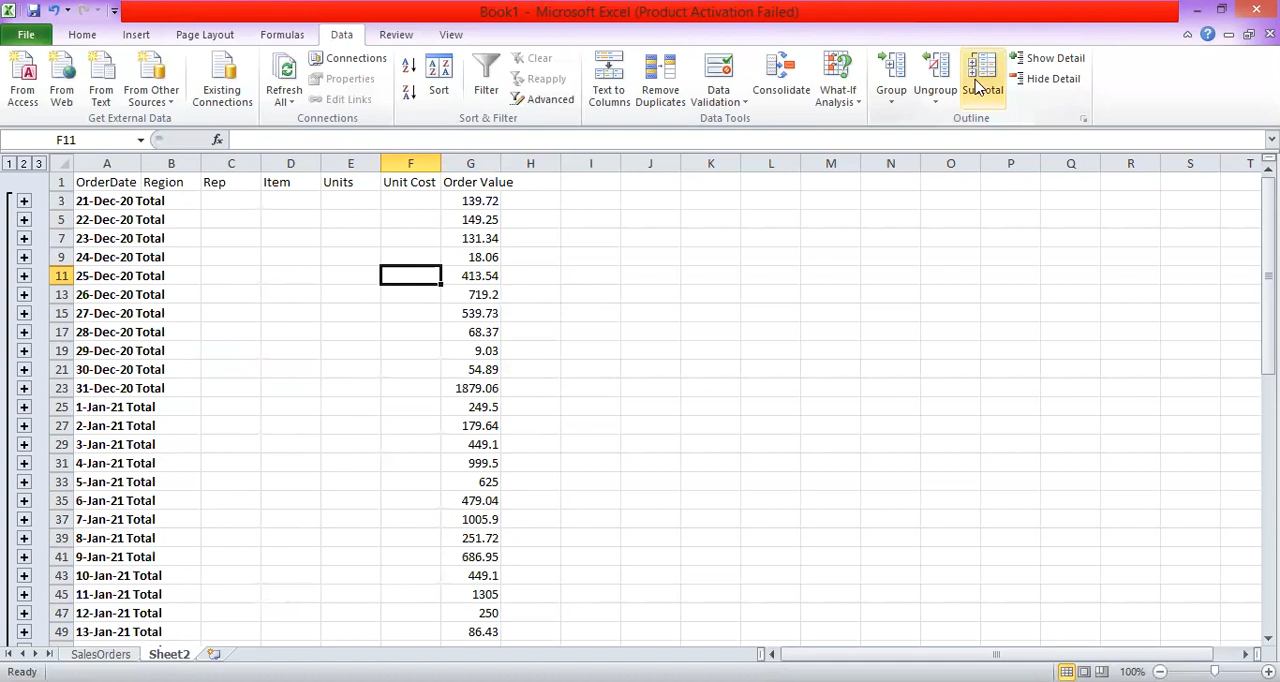 Book1 - Microsoft Excel (Product Activation Failed)
File Home Insert Page Layout Formulas Data Review View
From Access
From Web
From Text
From Other Sources
Existing Connections
Get External Data
Refresh All
Connections
Properties
Edit Links
Connections
Sort
Filter
Clear
Reapply
Advanced
Sort & Filter
Text to Columns
Remove Duplicates
Data Validation
Consolidate
What-If Analysis
Data Tools
Group
Ungroup
Subtotal
Show Detail
Hide Detail
Outline
F11 fx
1 2 3 A B C D E F G H I J K L M N O P Q R S T
1 OrderDate Region Rep Item Units Unit Cost Order Value
3 21-Dec-20 Total 139.72
5 22-Dec-20 Total 149.25
7 23-Dec-20 Total 131.34
9 24-Dec-20 Total 18.06
11 25-Dec-20 Total 413.54
13 26-Dec-20 Total 719.2
15 27-Dec-20 Total 539.73
17 28-Dec-20 Total 68.37
19 29-Dec-20 Total 9.03
21 30-Dec-20 Total 54.89
23 31-Dec-20 Total 1879.06
25 1-Jan-21 Total 249.5
27 2-Jan-21 Total 179.64
29 3-Jan-21 Total 449.1
31 4-Jan-21 Total 999.5
33 5-Jan-21 Total 625
35 6-Jan-21 Total 479.04
37 7-Jan-21 Total 1005.9
39 8-Jan-21 Total 251.72
41 9-Jan-21 Total 686.95
43 10-Jan-21 Total 449.1
45 11-Jan-21 Total 1305
47 12-Jan-21 Total 250
49 13-Jan-21 Total 86.43
SalesOrders Sheet2
Ready 100%